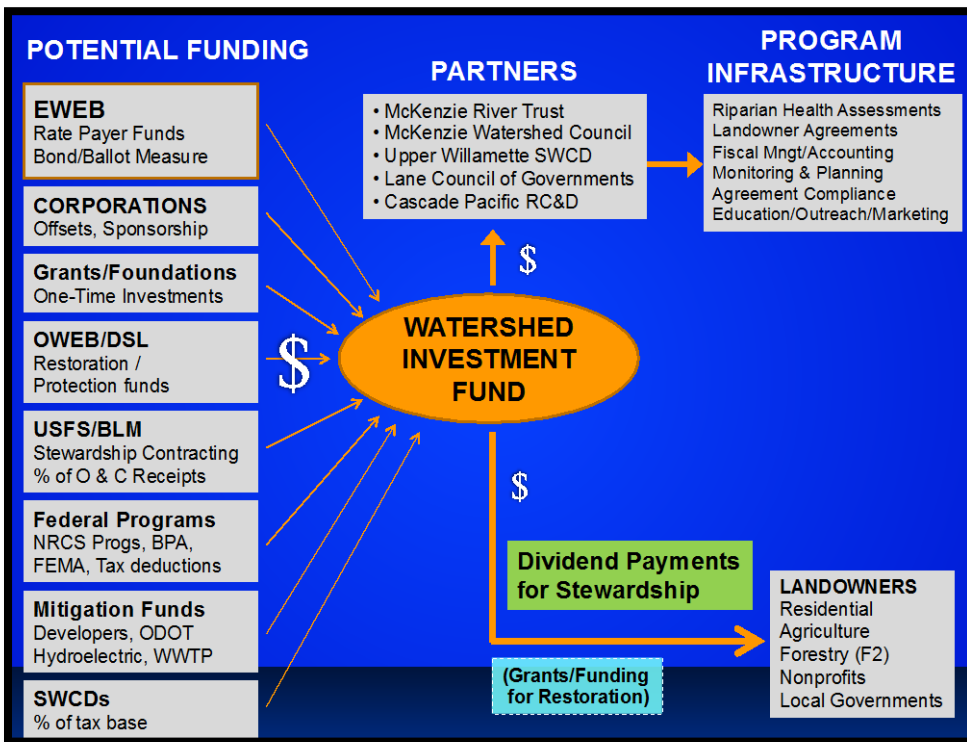 POTENTIAL FUNDING
EWEB
Rate Payer Funds
Bond/Ballot Measure
CORPORATIONS
Offsets, Sponsorship
Grants/Foundations
One-Time Investments
OWEB/DSL
Restoration /
Protection funds
USFS/BLM
Stewardship Contracting
% of O & C Receipts
Federal Programs
NRCS Progs, BPA,
FEMA, Tax deductions
Mitigation Funds
Developers, ODOT
Hydroelectric, WWTP
SWCDs
% of tax base
$
WATERSHED
INVESTMENT
FUND
$
PARTNERS
• McKenzie River Trust
• McKenzie Watershed Council
• Upper Willamette SWCD
• Lane Council of Governments
• Cascade Pacific RC&D
PROGRAM
INFRASTRUCTURE
Riparian Health Assessments
Landowner Agreements
Fiscal Mngt/Accounting
Monitoring & Planning
Agreement Compliance
Education/Outreach/Marketing
$
Dividend Payments
for Stewardship
(Grants/Funding
for Restoration)
LANDOWNERS
Residential
Agriculture
Forestry (F2)
Nonprofits
Local Governments